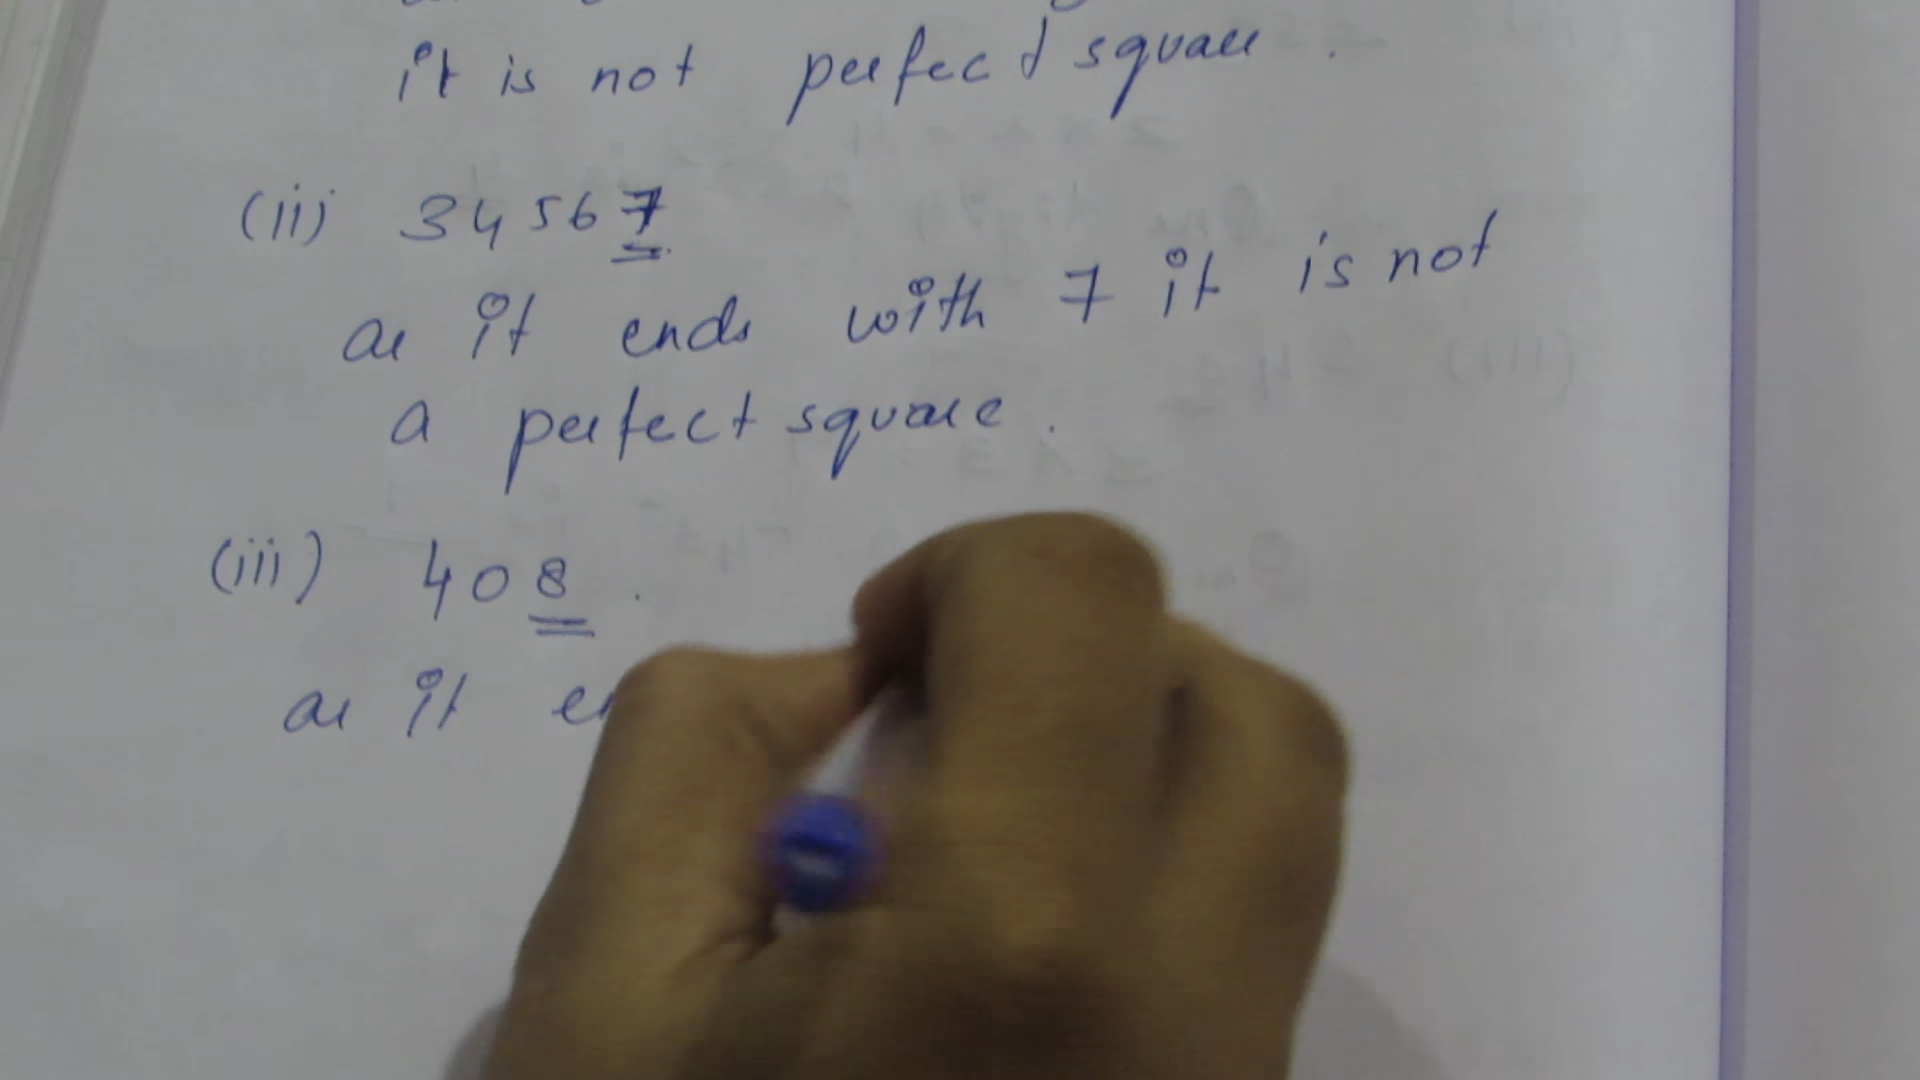 it is not perfect square .
(ii) 34567
as it ends with 7 it is not
a perfect square .
(iii) 408 .
as it